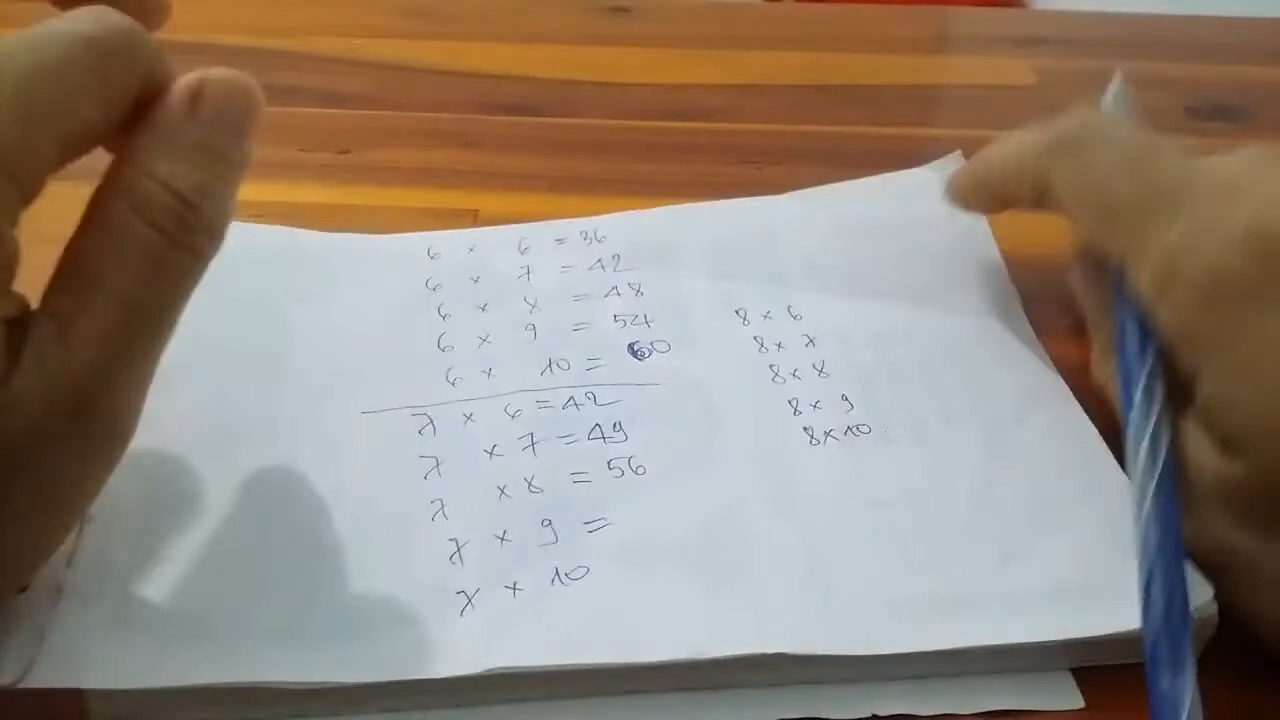 6 × 6 = 36
6 × 7 = 42
6 × 8 = 48
6 × 9 = 54
6 × 10 = 60
7 × 6 = 42
7 × 7 = 49
7 × 8 = 56
7 × 9 =
7 × 10
8 × 6
8 × 7
8 × 8
8 × 9
8 × 10